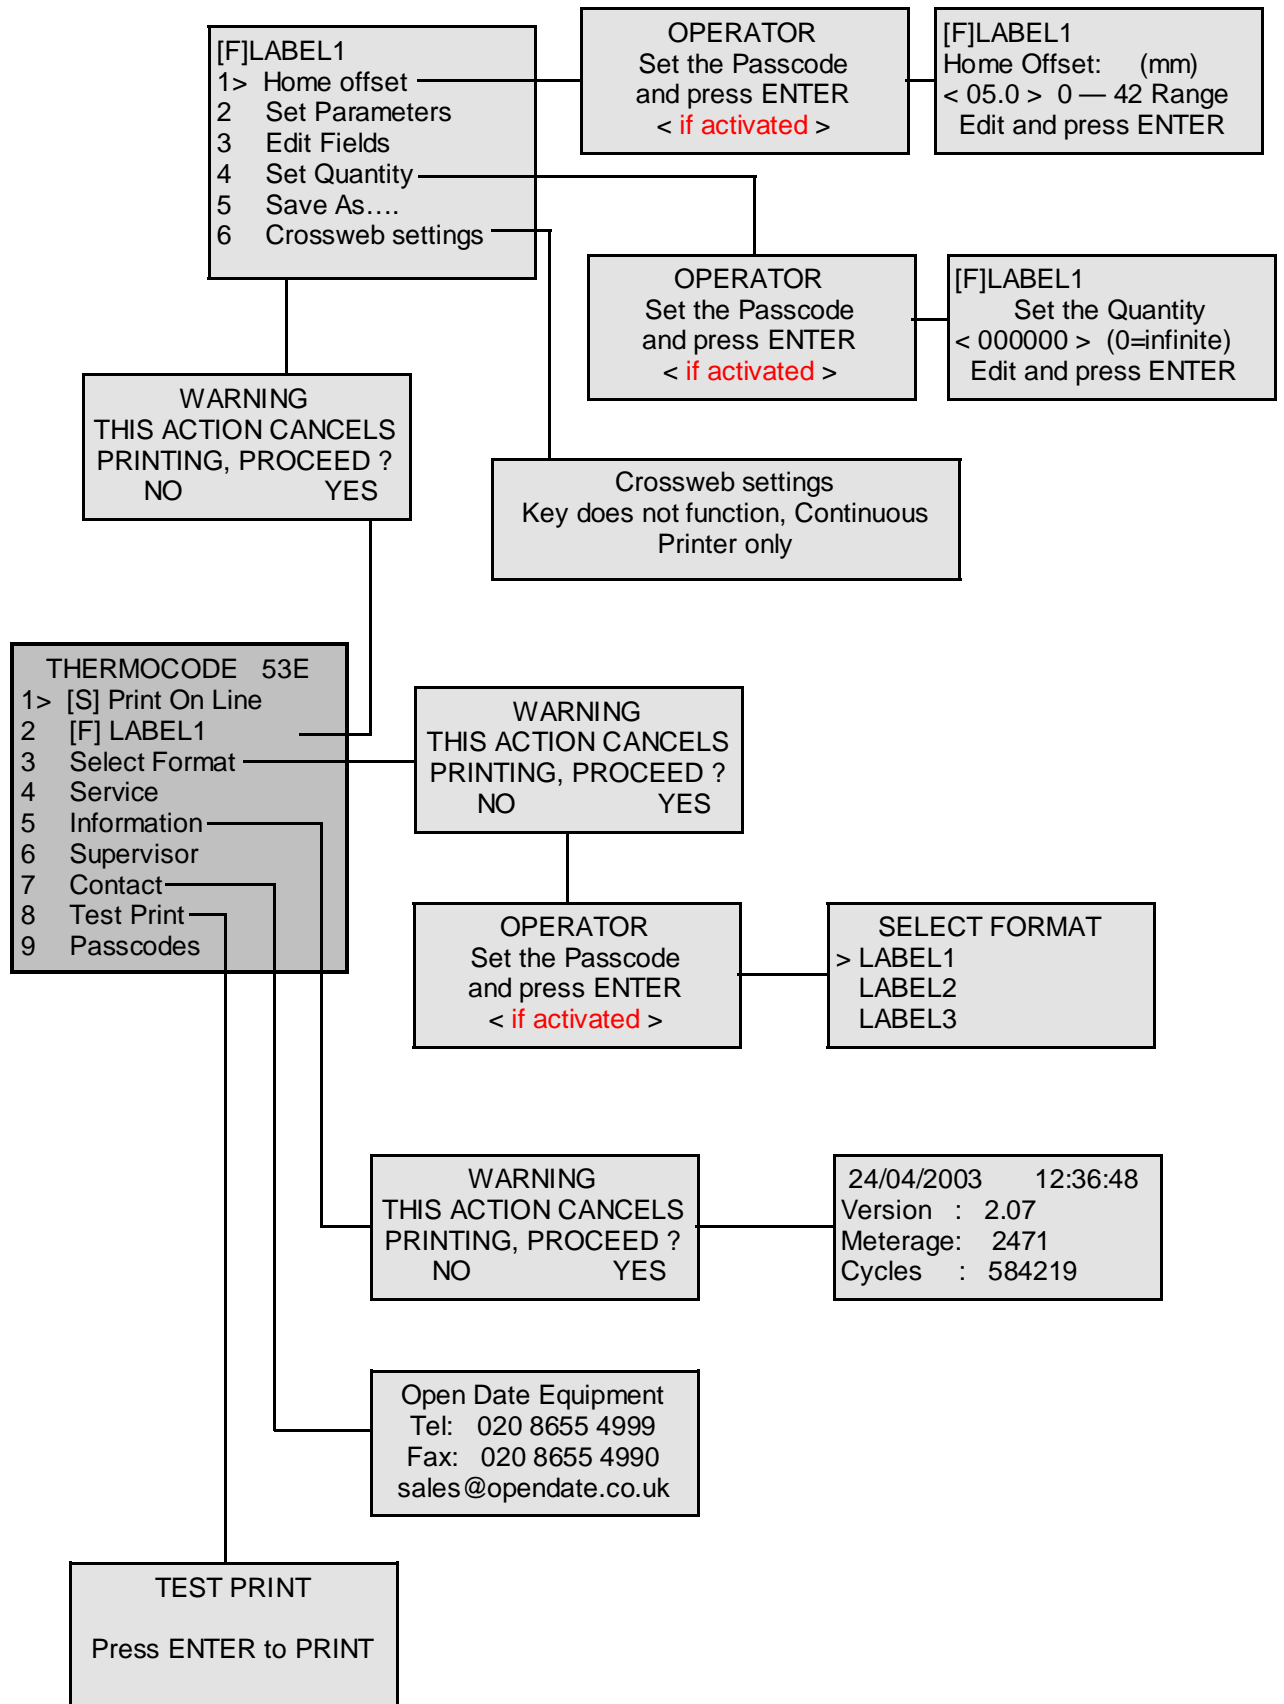 [F]LABEL1
1> Home offset
2 Set Parameters
3 Edit Fields
4 Set Quantity
5 Save As….
6 Crossweb settings
OPERATOR
Set the Passcode
and press ENTER
< if activated >
[F]LABEL1
Home Offset: (mm)
< 05.0 > 0 — 42 Range
Edit and press ENTER
OPERATOR
Set the Passcode
and press ENTER
< if activated >
[F]LABEL1
Set the Quantity
< 000000 > (0=infinite)
Edit and press ENTER
WARNING
THIS ACTION CANCELS
PRINTING, PROCEED ?
NO YES
Crossweb settings
Key does not function, Continuous
Printer only
THERMOCODE 53E
1> [S] Print On Line
2 [F] LABEL1
3 Select Format
4 Service
5 Information
6 Supervisor
7 Contact
8 Test Print
9 Passcodes
WARNING
THIS ACTION CANCELS
PRINTING, PROCEED ?
NO YES
OPERATOR
Set the Passcode
and press ENTER
< if activated >
SELECT FORMAT
> LABEL1
LABEL2
LABEL3
WARNING
THIS ACTION CANCELS
PRINTING, PROCEED ?
NO YES
24/04/2003 12:36:48
Version : 2.07
Meterage: 2471
Cycles : 584219
Open Date Equipment
Tel: 020 8655 4999
Fax: 020 8655 4990
sales@opendate.co.uk
TEST PRINT
Press ENTER to PRINT